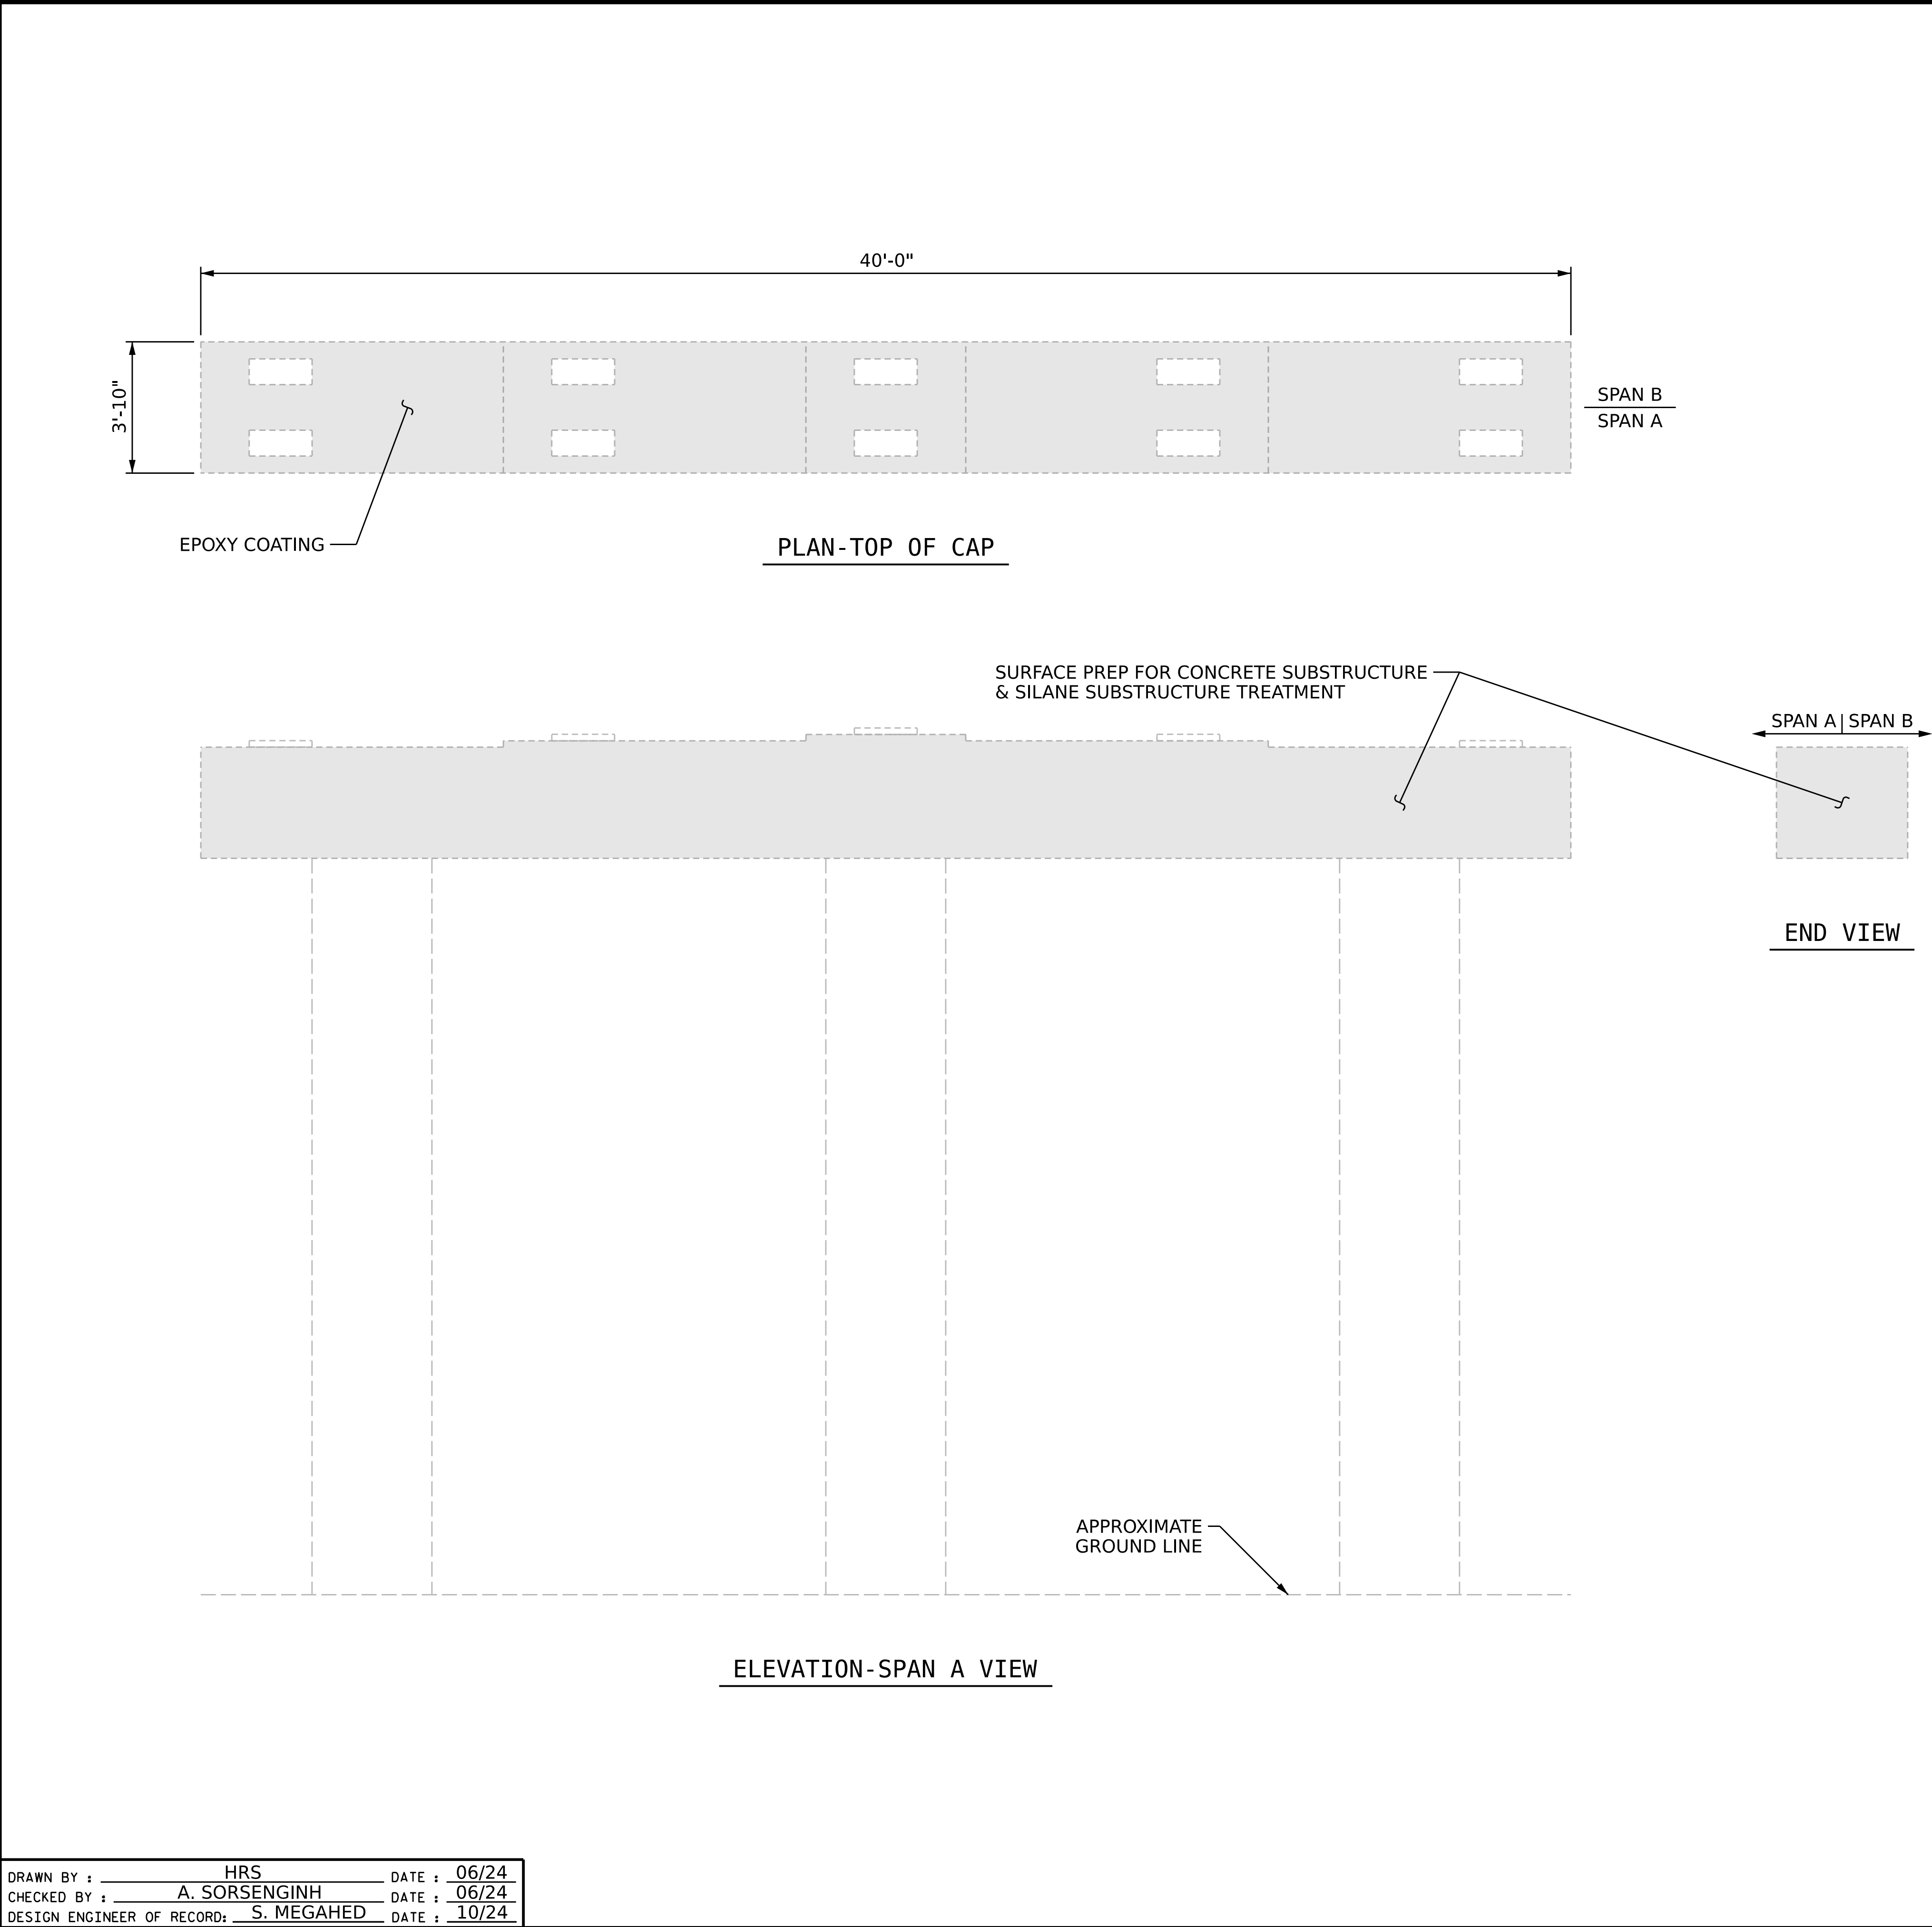 40'-0"
3'-10"
SPAN B
SPAN A
EPOXY COATING
PLAN-TOP OF CAP
SURFACE PREP FOR CONCRETE SUBSTRUCTURE
& SILANE SUBSTRUCTURE TREATMENT
SPAN A SPAN B
END VIEW
APPROXIMATE
GROUND LINE
ELEVATION-SPAN A VIEW
DRAWN BY : HRS DATE : 06/24
CHECKED BY : A. SORSENGINH DATE : 06/24
DESIGN ENGINEER OF RECORD: S. MEGAHED DATE : 10/24